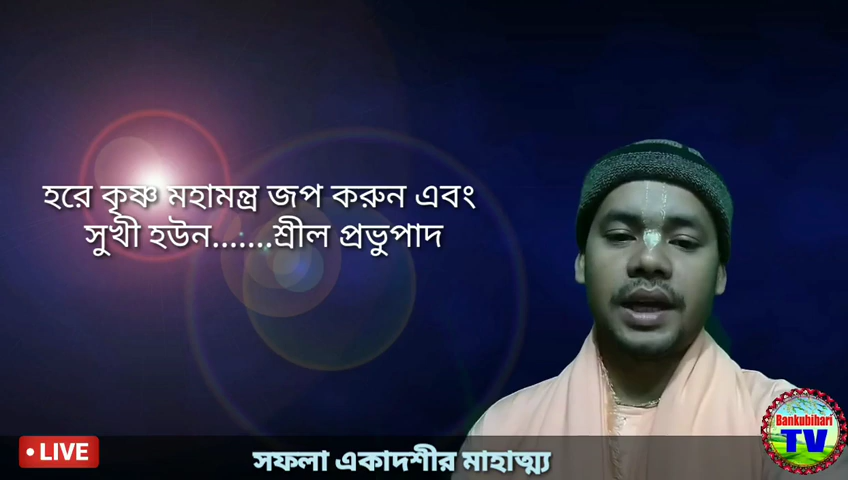 হরে কৃষ্ণ মহামন্ত্র জপ করুন এবং
সুখী হউন.......শ্রীল প্রভুপাদ
• LIVE
সফলা একাদশীর মাহাত্ম্য
Bankubihari
TV